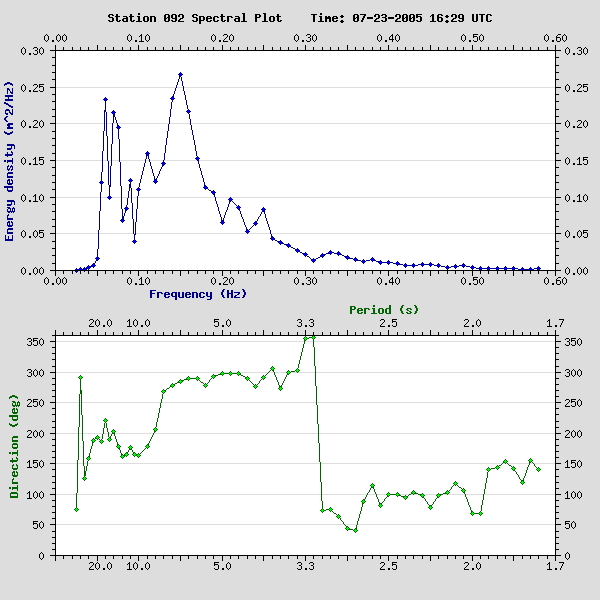 Station 092 Spectral Plot    Time: 07-23-2005 16:29 UTC
0.00 0.10 0.20 0.30 0.40 0.50 0.60
0.30 0.30
0.25 0.25
0.20 0.20
0.15 0.15
0.10 0.10
0.05 0.05
0.00 0.00
Energy density (m^2/Hz)
0.00 0.10 0.20 0.30 0.40 0.50 0.60
Frequency (Hz)
Period (s)
20.0 10.0 5.0 3.3 2.5 2.0 1.7
350 350
300 300
250 250
200 200
150 150
100 100
50 50
0 0
Direction (deg)
20.0 10.0 5.0 3.3 2.5 2.0 1.7